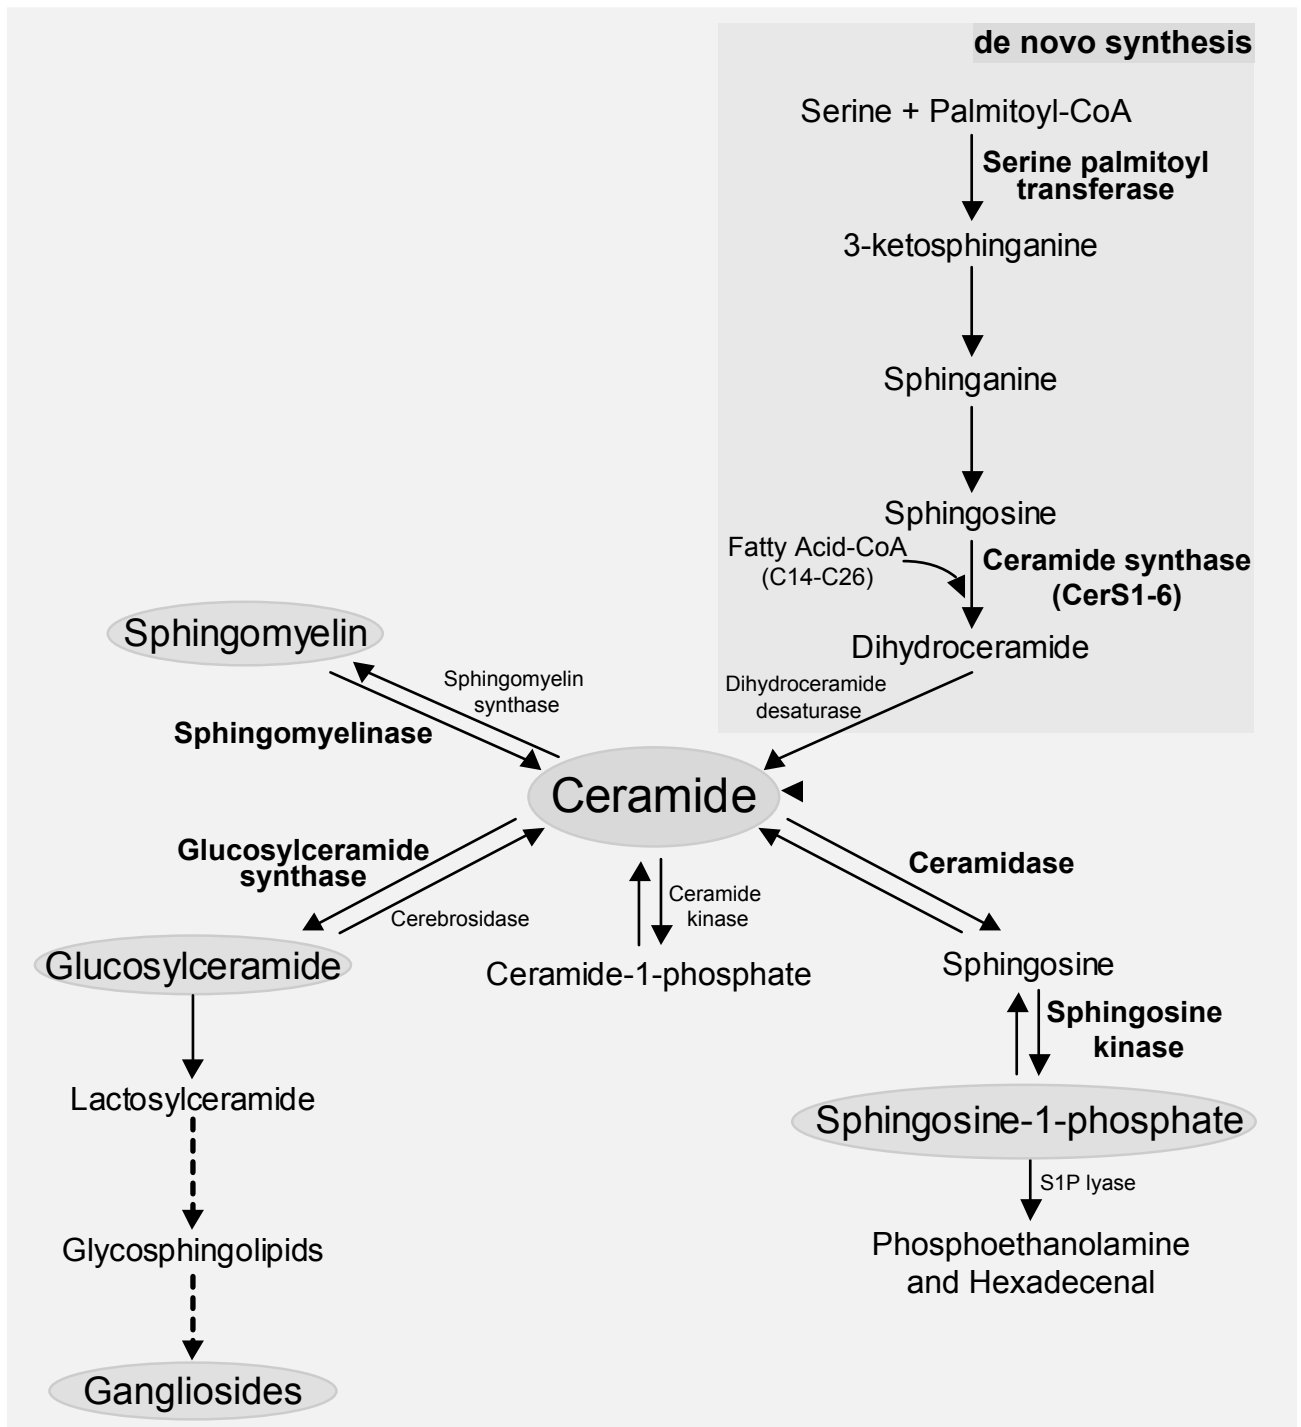 de novo synthesis
Serine + Palmitoyl-CoA
Serine palmitoyl
transferase
3-ketosphinganine
Sphinganine
Sphingosine
Fatty Acid-CoA
(C14-C26)
Ceramide synthase
(CerS1-6)
Dihydroceramide
Dihydroceramide
desaturase
Sphingomyelin
Sphingomyelin
synthase
Sphingomyelinase
Ceramide
Glucosylceramide
synthase
Cerebrosidase
Ceramide
kinase
Ceramidase
Glucosylceramide
Ceramide-1-phosphate
Sphingosine
Sphingosine
kinase
Lactosylceramide
Sphingosine-1-phosphate
S1P lyase
Glycosphingolipids
Phosphoethanolamine
and Hexadecenal
Gangliosides